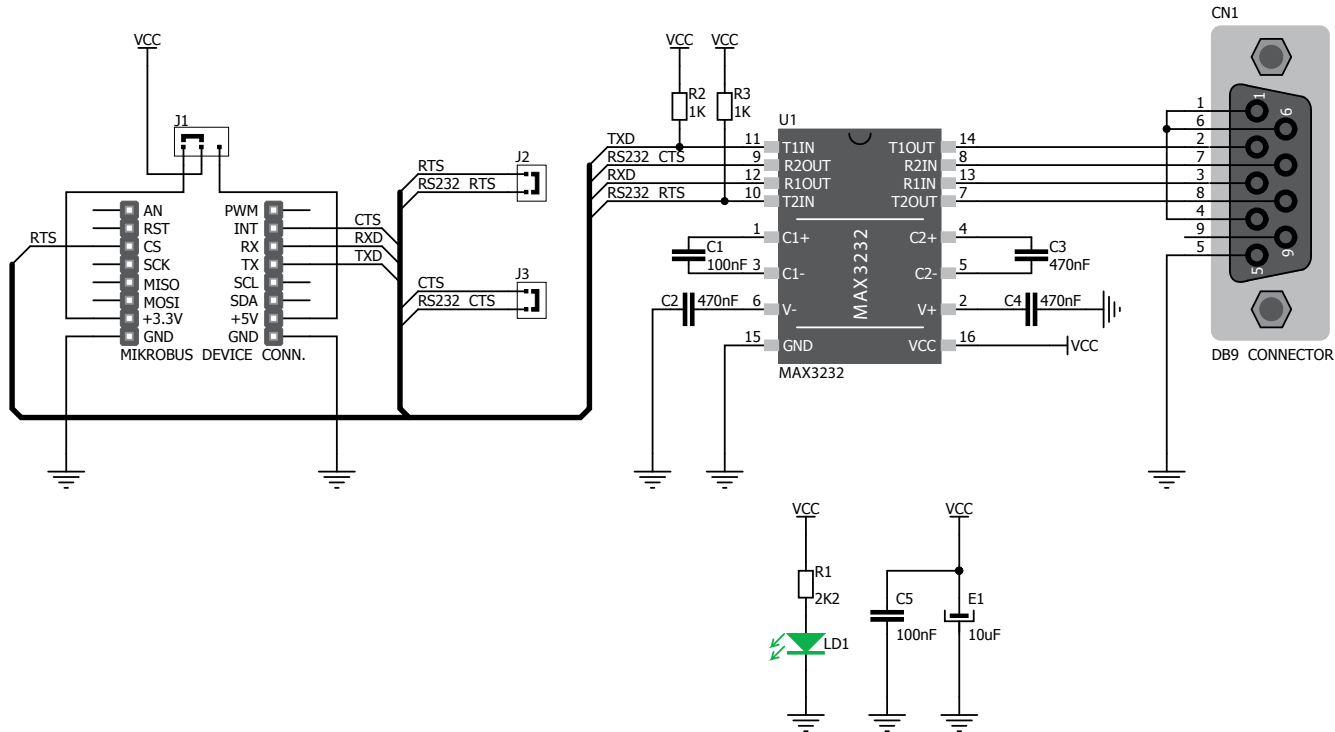 CN1
VCC
VCC
VCC
J1
R2
1K
R3
1K
U1
MAX3232
RTS
AN
RST
CS
SCK
MISO
MOSI
+3.3V
GND
PWM
INT
RX
TX
SCL
SDA
+5V
GND
MIKROBUS DEVICE CONN.
CTS
RXD
TXD
J2
RTS
RS232 RTS
J3
CTS
RS232 CTS
TXD
RS232 CTS
RXD
RS232 RTS
11
9
12
10
1
3
6
15
T1IN
R2OUT
R1OUT
T2IN
C1+
C1-
V-
GND
T1OUT
R2IN
R1IN
T2OUT
C2+
C2-
V+
VCC
MAX3232
14
8
13
7
4
5
2
16
C1
100nF
C2
470nF
C3
470nF
C4
470nF
VCC
1
6
2
7
3
8
4
9
5
1
6
5
9
DB9 CONNECTOR
VCC
R1
2K2
LD1
VCC
C5
100nF
E1
10uF